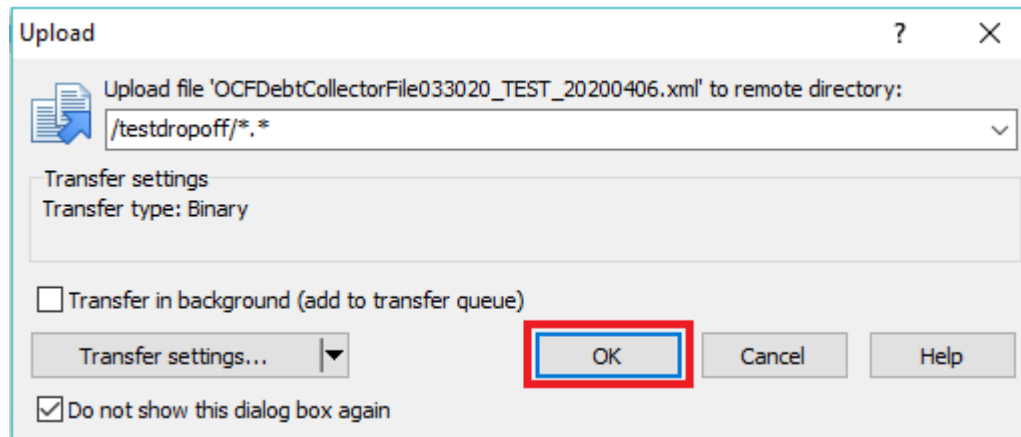 Upload
Upload file 'OCFDebtCollectorFile033020_TEST_20200406.xml' to remote directory:
/testdropoff/*.*
Transfer settings
Transfer type: Binary
Transfer in background (add to transfer queue)
Transfer settings...
OK
Cancel
Help
Do not show this dialog box again